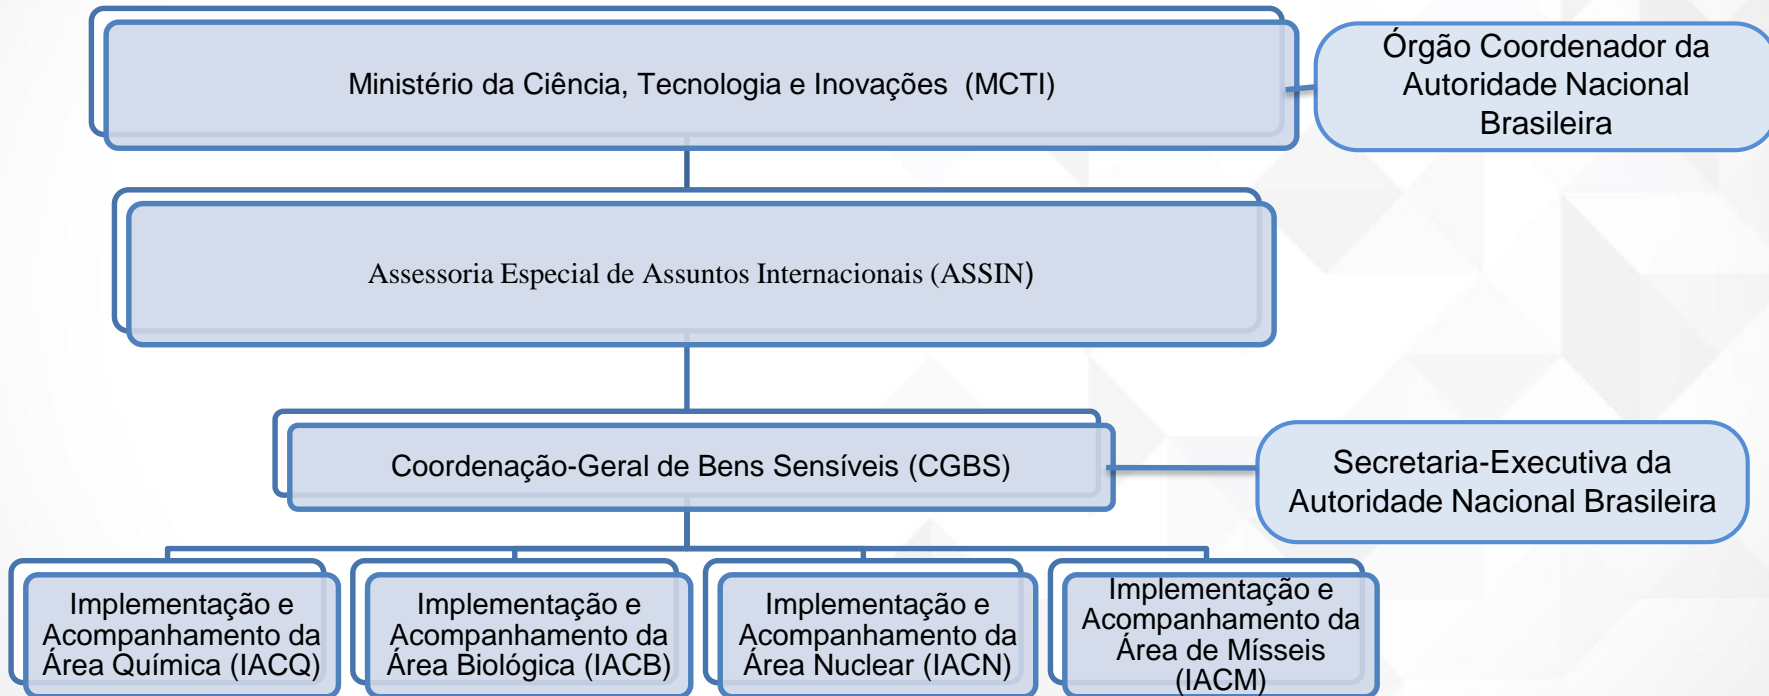 Ministério da Ciência, Tecnologia e Inovações (MCTI)
Órgão Coordenador da
Autoridade Nacional
Brasileira
Assessoria Especial de Assuntos Internacionais (ASSIN)
Coordenação-Geral de Bens Sensíveis (CGBS)
Secretaria-Executiva da
Autoridade Nacional Brasileira
Implementação e
Acompanhamento da
Área Química (IACQ)
Implementação e
Acompanhamento da
Área Biológica (IACB)
Implementação e
Acompanhamento da
Área Nuclear (IACN)
Implementação e
Acompanhamento da
Área de Mísseis
(IACM)